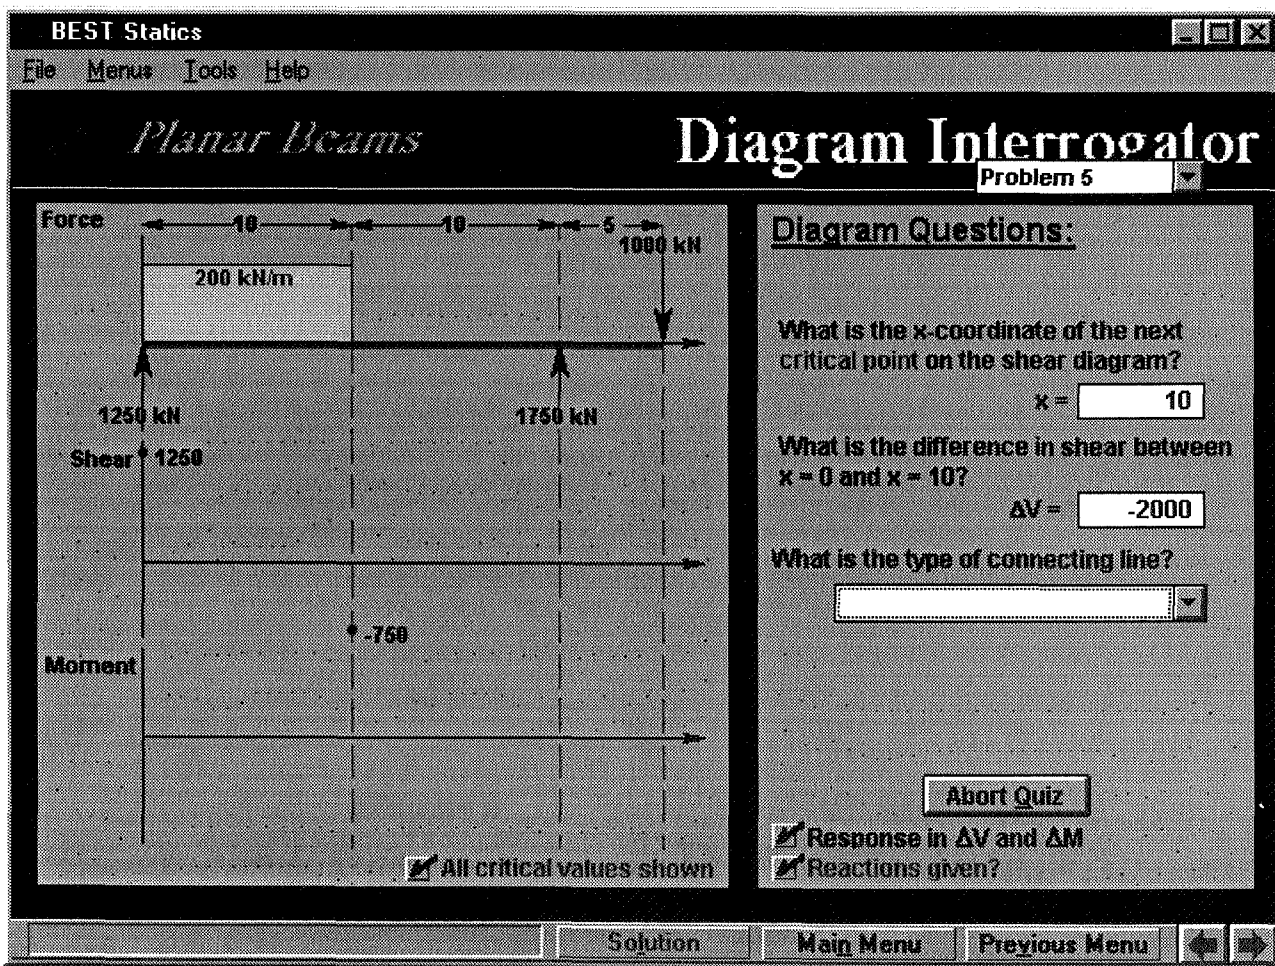 BEST Statics
File Menus Tools Help
Planar Beams
Diagram Interrogator
Problem 5
Force
10
10
5
1000 kN
200 kN/m
1250 kN
1750 kN
Shear
1250
-750
Moment
All critical values shown
Diagram Questions:
What is the x-coordinate of the next
critical point on the shear diagram?
x = 10
What is the difference in shear between
x = 0 and x = 10?
ΔV = -2000
What is the type of connecting line?
Abort Quiz
Response in ΔV and ΔM
Reactions given?
Solution
Main Menu
Previous Menu